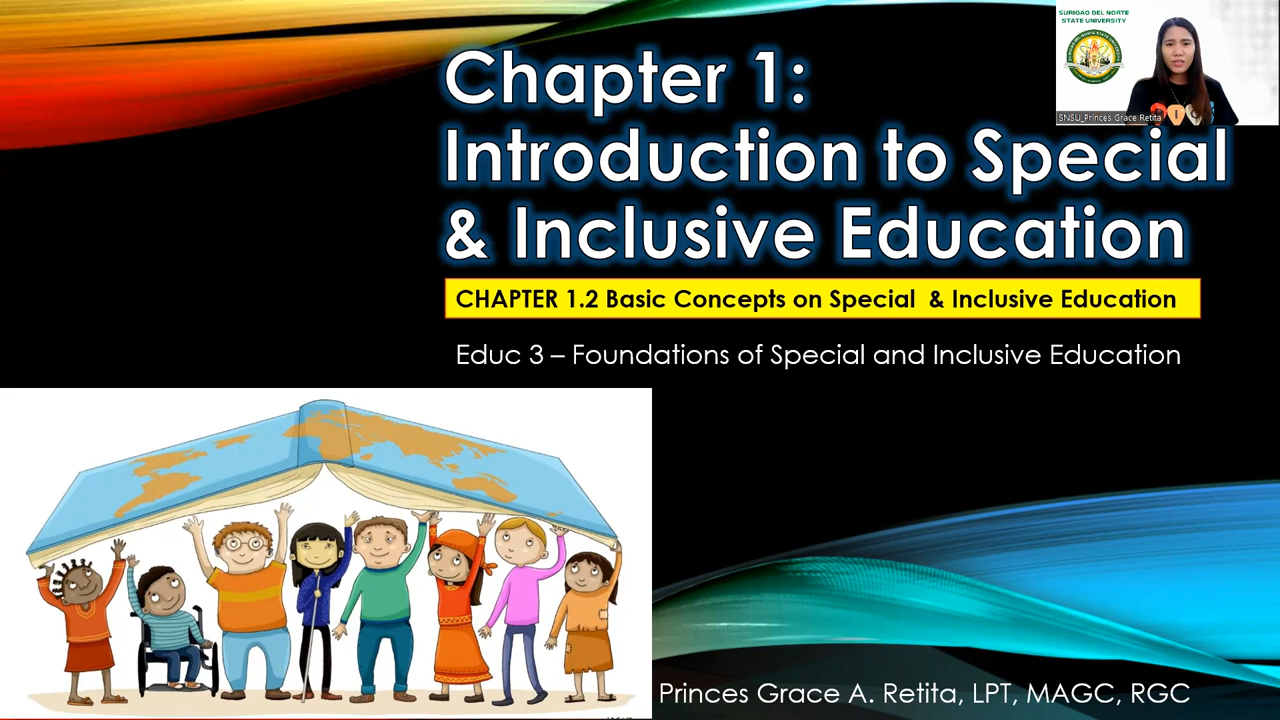 SURIGAO DEL NORTE
STATE UNIVERSITY
SNSU_Princes Grace Retita
Chapter 1:
Introduction to Special
& Inclusive Education
CHAPTER 1.2 Basic Concepts on Special & Inclusive Education
Educ 3 – Foundations of Special and Inclusive Education
Princes Grace A. Retita, LPT, MAGC, RGC